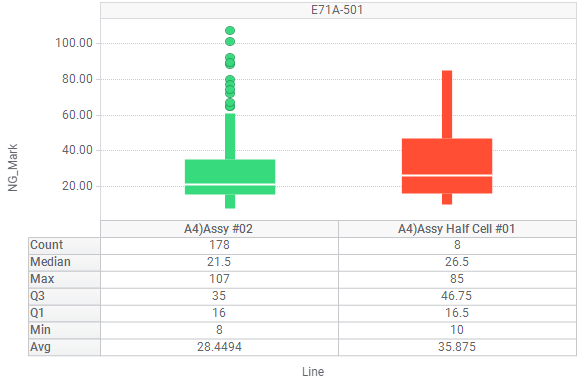 E71A-501
100.00
80.00
60.00
40.00
20.00
NG_Mark
A4)Assy #02 A4)Assy Half Cell #01
Count 178 8
Median 21.5 26.5
Max 107 85
Q3 35 46.75
Q1 16 16.5
Min 8 10
Avg 28.4494 35.875
Line